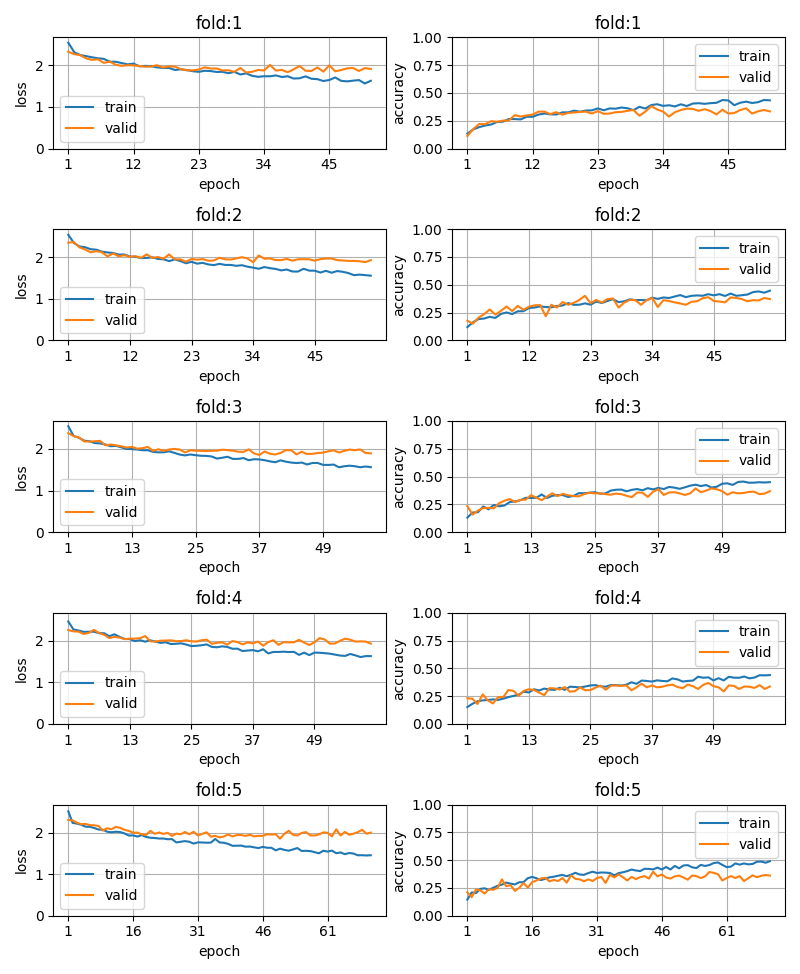 fold:1
loss
2
1
0
train
valid
1 12 23 34 45
epoch
fold:1
accuracy
1.00
0.75
0.50
0.25
0.00
train
valid
1 12 23 34 45
epoch
fold:2
loss
2
1
0
train
valid
1 12 23 34 45
epoch
fold:2
accuracy
1.00
0.75
0.50
0.25
0.00
train
valid
1 12 23 34 45
epoch
fold:3
loss
2
1
0
train
valid
1 13 25 37 49
epoch
fold:3
accuracy
1.00
0.75
0.50
0.25
0.00
train
valid
1 13 25 37 49
epoch
fold:4
loss
2
1
0
train
valid
1 13 25 37 49
epoch
fold:4
accuracy
1.00
0.75
0.50
0.25
0.00
train
valid
1 13 25 37 49
epoch
fold:5
loss
2
1
0
train
valid
1 16 31 46 61
epoch
fold:5
accuracy
1.00
0.75
0.50
0.25
0.00
train
valid
1 16 31 46 61
epoch